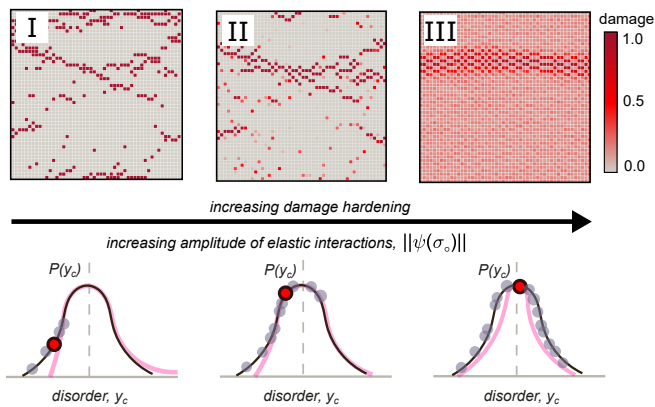 I
II
III
damage
1.0
0.5
0.0
increasing damage hardening
increasing amplitude of elastic interactions, ||ψ(σ₀)||
P(y_c)
P(y_c)
P(y_c)
disorder, y_c
disorder, y_c
disorder, y_c